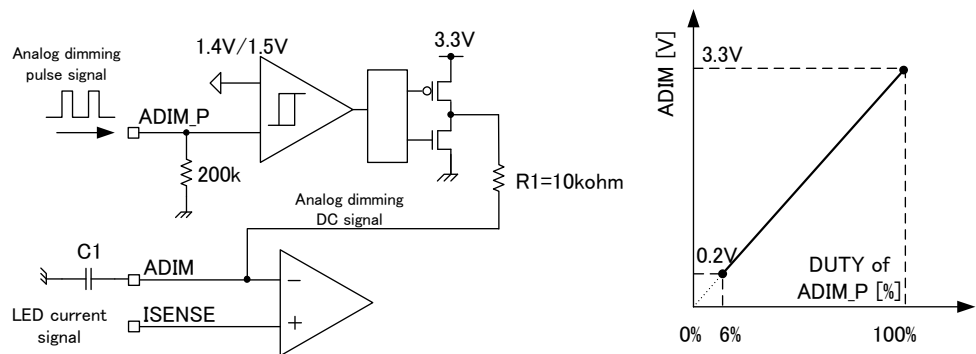 Analog dimming
pulse signal
1.4V/1.5V
3.3V
ADIM_P
200k
R1=10kohm
Analog dimming
DC signal
C1
ADIM
−
LED current
signal
ISENSE
+
ADIM [V]
3.3V
0.2V
DUTY of
ADIM_P [%]
0%
6%
100%